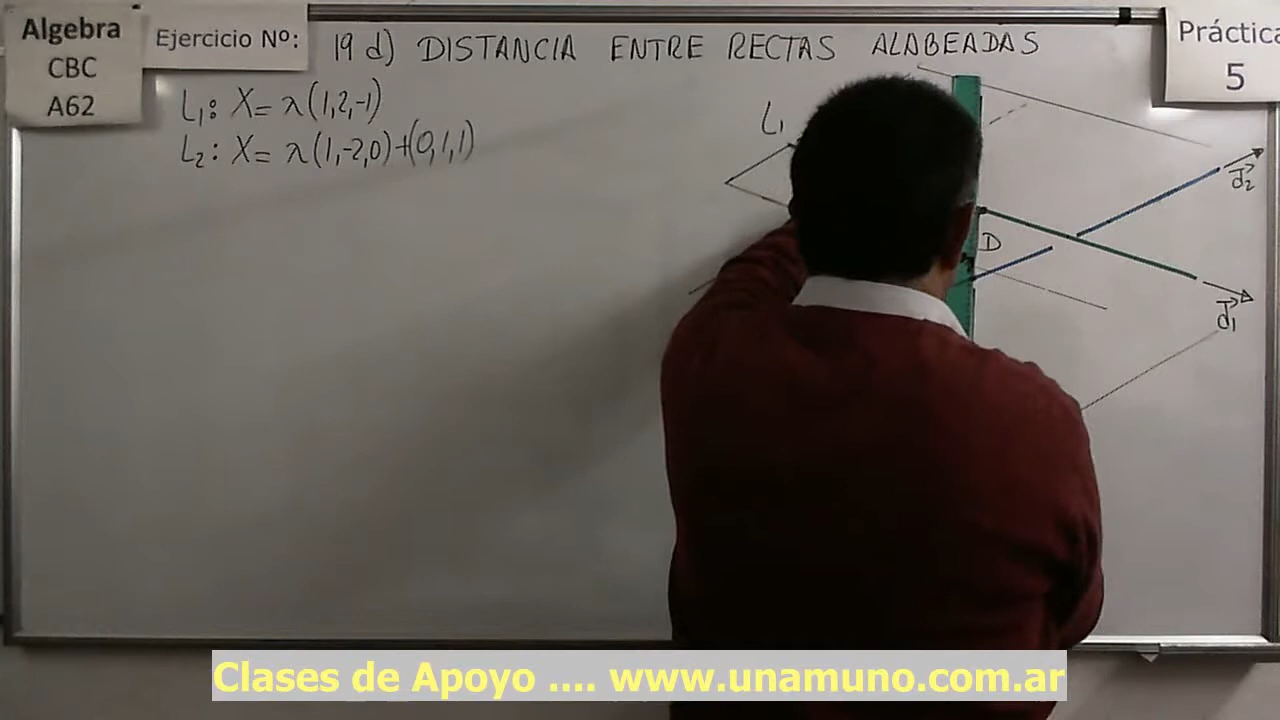 Algebra
CBC
A62
Ejercicio Nº:
19 d) DISTANCIA ENTRE RECTAS ALABEADAS
Práctica
5
L₁: X= λ(1,2,-1)
L₂: X= λ(1,-2,0)+(0,1,1)
L₁
d₂
D
d₁
Clases de Apoyo .... www.unamuno.com.ar